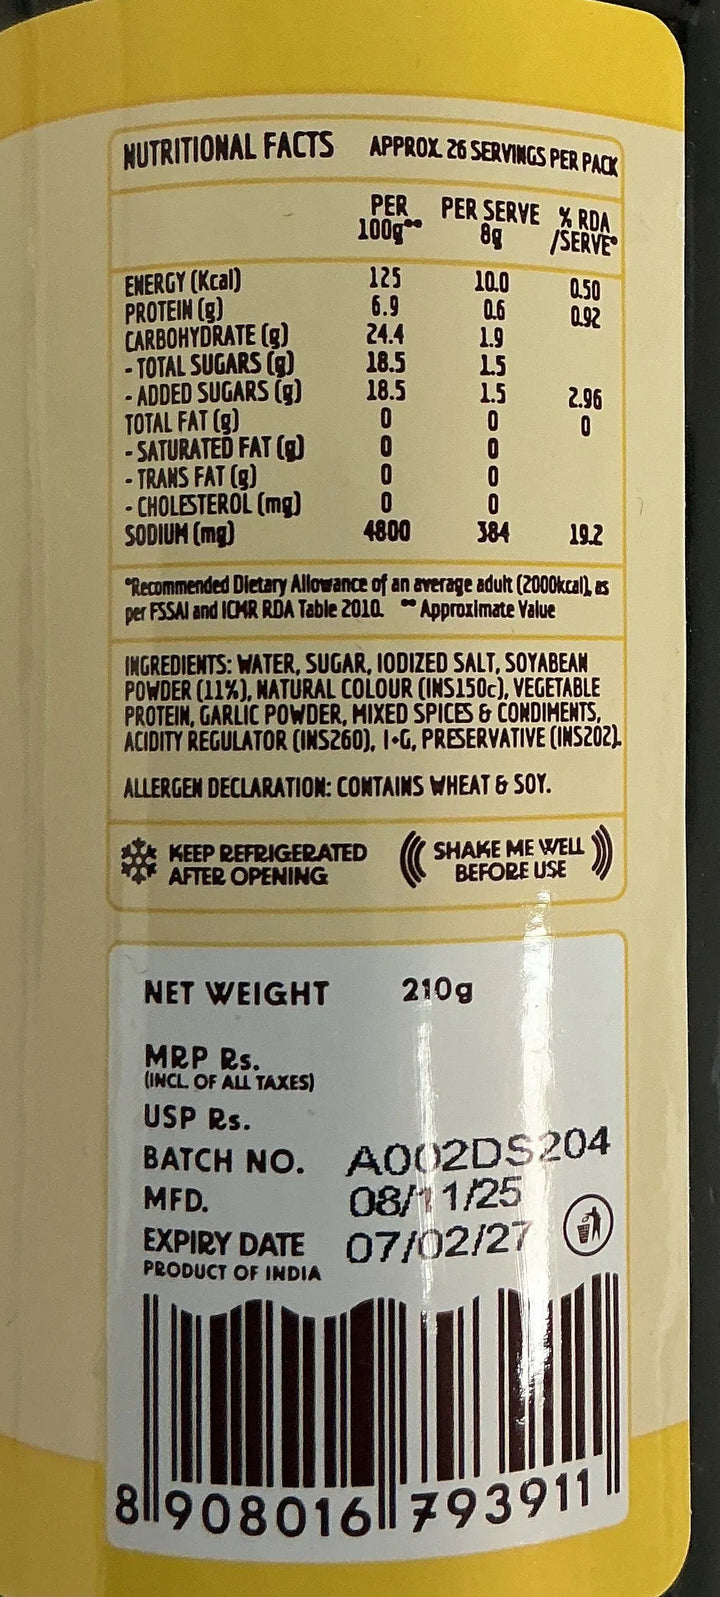 NUTRITIONAL FACTS APPROX. 26 SERVINGS PER PACK
PER 100g** PER SERVE 8g % RDA /SERVE*
ENERGY (Kcal) 125 10.0 0.50
PROTEIN (g) 6.9 0.6 0.92
CARBOHYDRATE (g) 24.4 1.9
- TOTAL SUGARS (g) 18.5 1.5
- ADDED SUGARS (g) 18.5 1.5 2.96
TOTAL FAT (g) 0 0 0
- SATURATED FAT (g) 0 0
- TRANS FAT (g) 0 0
- CHOLESTEROL (mg) 0 0
SODIUM (mg) 4800 384 19.2
*Recommended Dietary Allowance of an average adult (2000kcal), as
per FSSAI and ICMR RDA Table 2010. ** Approximate Value
INGREDIENTS: WATER, SUGAR, IODIZED SALT, SOYABEAN
POWDER (11%), NATURAL COLOUR (INS150c), VEGETABLE
PROTEIN, GARLIC POWDER, MIXED SPICES & CONDIMENTS,
ACIDITY REGULATOR (INS260), I+G, PRESERVATIVE (INS202).
ALLERGEN DECLARATION: CONTAINS WHEAT & SOY.
KEEP REFRIGERATED
AFTER OPENING
SHAKE ME WELL
BEFORE USE
NET WEIGHT 210g
MRP Rs.
(INCL. OF ALL TAXES)
USP Rs.
BATCH NO. A002DS204
MFD. 08/11/25
EXPIRY DATE 07/02/27
PRODUCT OF INDIA
8 908016 793911